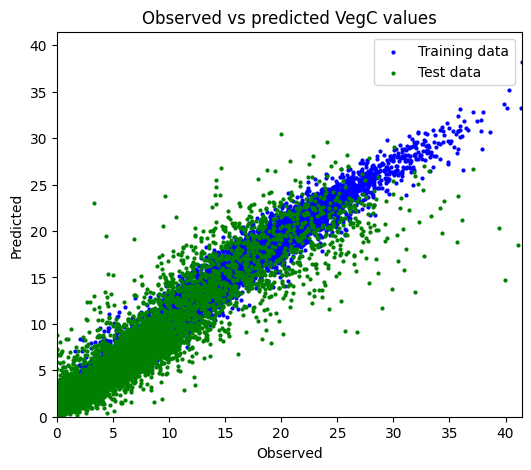 Observed vs predicted VegC values
Training data
Test data
40
35
30
25
20
15
10
5
0
Predicted
0 5 10 15 20 25 30 35 40
Observed